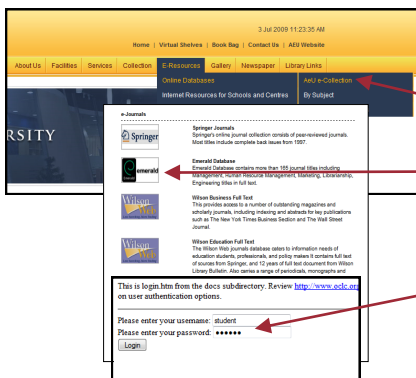 3 Jul 2009 11:23:35 AM
Home | Virtual Shelves | Book Bag | Contact Us | AEU Website
About Us Facilities Services Collection E-Resources Gallery Newspaper Library Links
Online Databases AeU e-Collection
Internet Resources for Schools and Centres By Subject
RSITY
e-Journals
Springer
Springer Journals
Springer's online journal collection consists of peer-reviewed journals.
Most titles include complete back issues from 1997.
emerald
Emerald Database
Emerald Database contains more than 195 journal titles including
Management, Human Resource Management, Marketing, Librarianship,
Engineering titles in full text.
Wilson
Web
Wilson Business Full Text
This provides access to a number of outstanding magazines and
scholarly journals, including indexing and abstracts for key publications
such as The New York Times Business Section and The Wall Street
Journal.
Wilson
Web
Wilson Education Full Text
The Wilson Web journals database caters to information needs of
education students, professionals, and policy makers It contains full text
of sources from Springer, and 12 years of full text document from Wilson
Library Bulletin. Also carries a range of periodicals, monographs and
This is login.htm from the docs subdirectory. Review http://www.oclc.org
on user authentication options.
Please enter your username: student
Please enter your password: ●●●●●●
Login